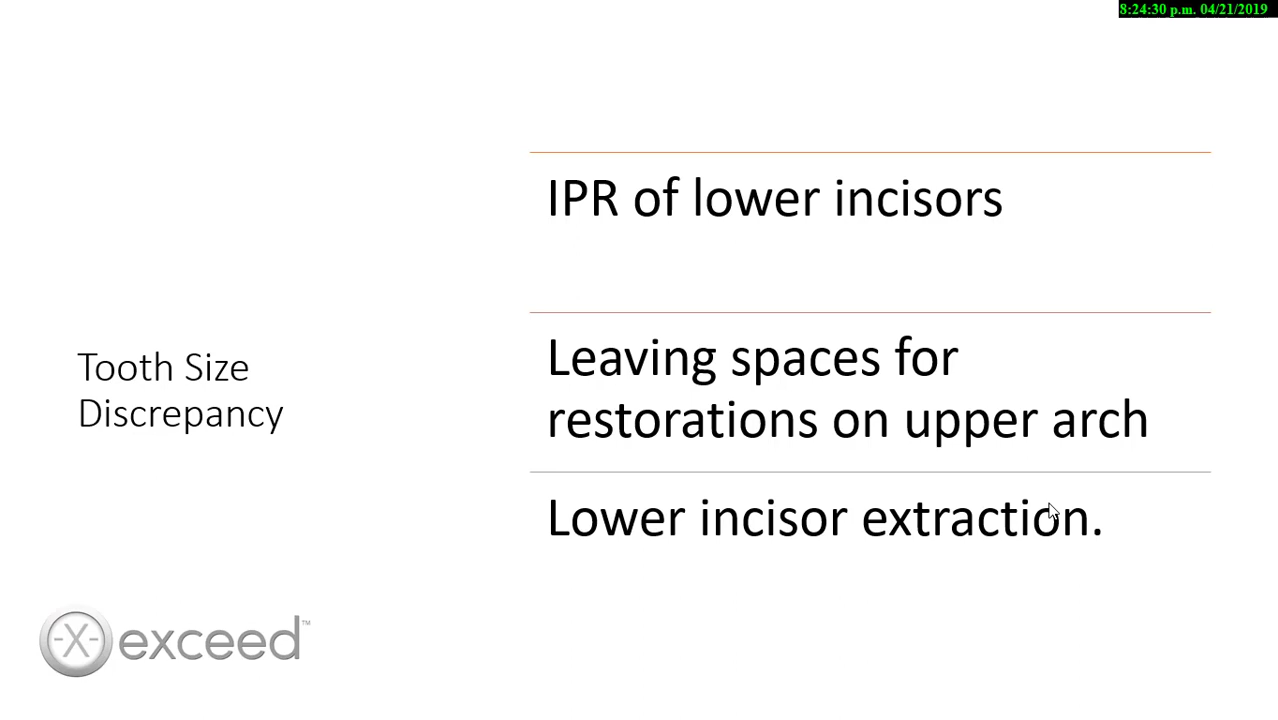 8:24:30 p.m. 04/21/2019
IPR of lower incisors
Leaving spaces for
restorations on upper arch
Tooth Size
Discrepancy
Lower incisor extraction.
-X- exceed™